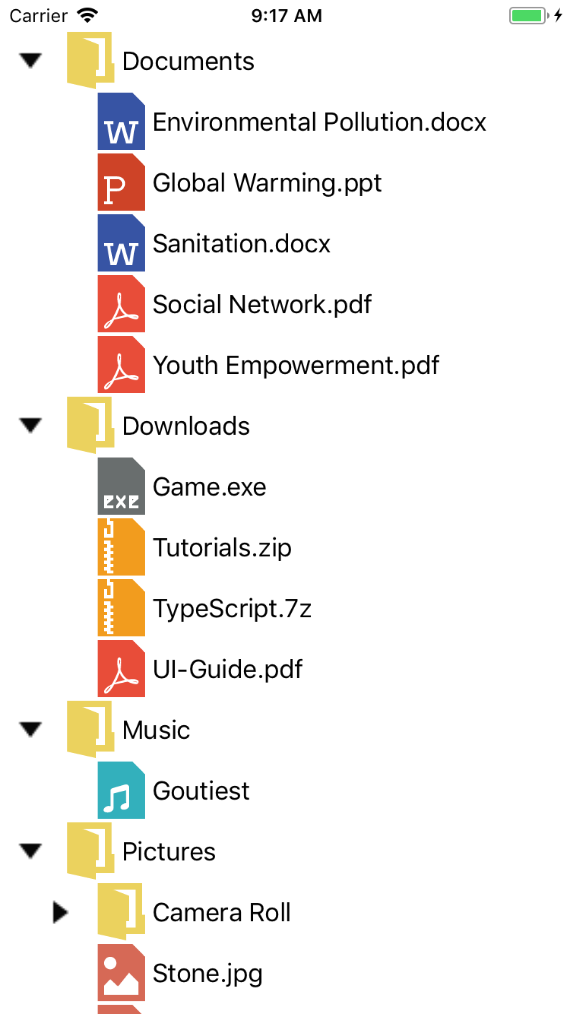 Carrier 9:17 AM
Documents
W Environmental Pollution.docx
P Global Warming.ppt
W Sanitation.docx
Social Network.pdf
Youth Empowerment.pdf
Downloads
exe Game.exe
Tutorials.zip
TypeScript.7z
UI-Guide.pdf
Music
Goutiest
Pictures
Camera Roll
Stone.jpg